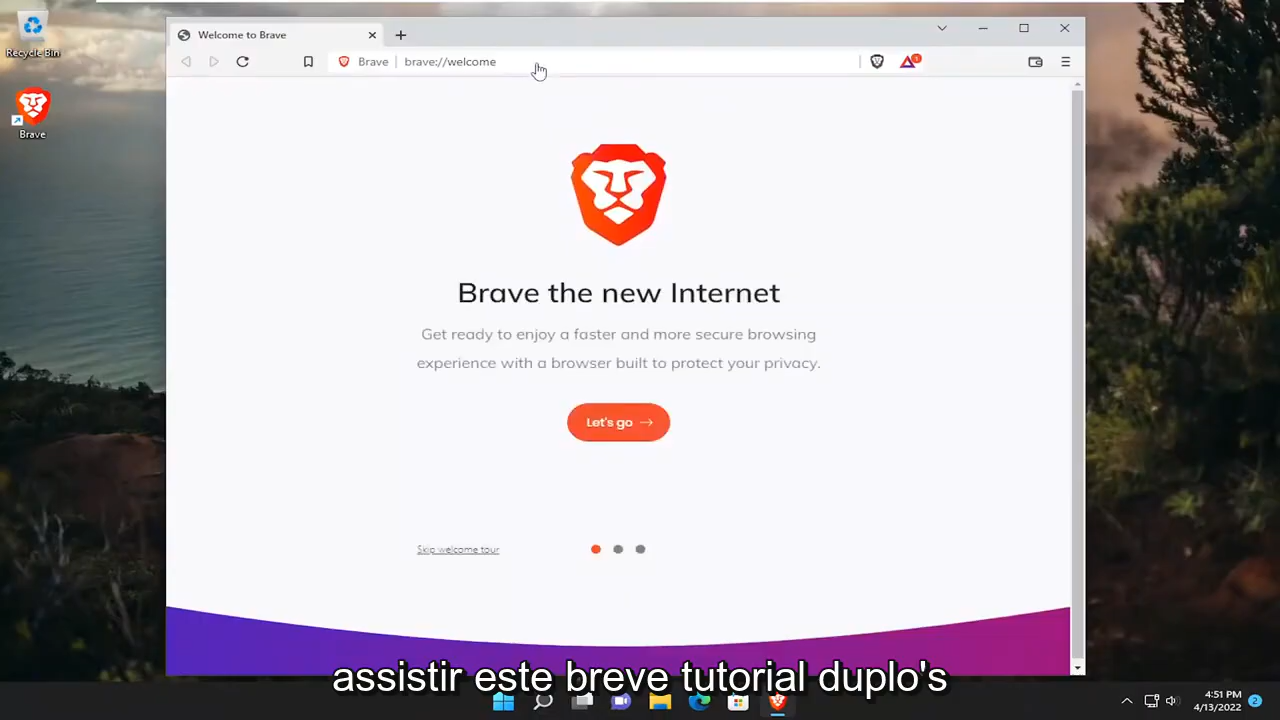 Recycle Bin
Brave
Welcome to Brave
Brave
brave://welcome
1
Brave the new Internet
Get ready to enjoy a faster and more secure browsing
experience with a browser built to protect your privacy.
Let's go →
Skip welcome tour
assistir este breve tutorial duplo's
4:51 PM
4/13/2022
2